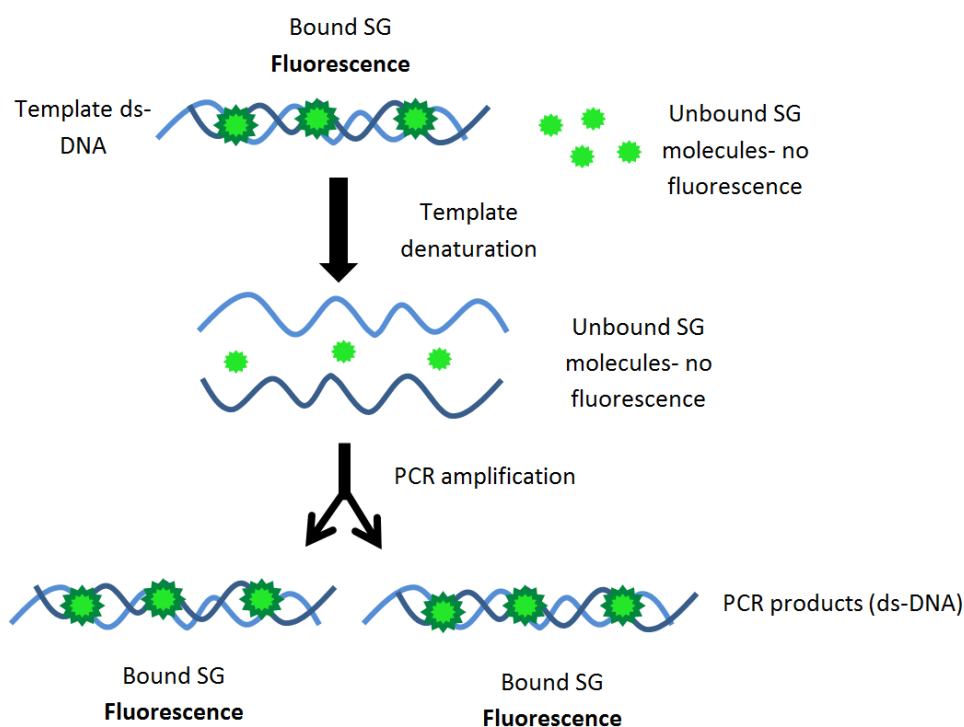 Bound SG
Fluorescence
Template ds-
DNA
Unbound SG
molecules- no
fluorescence
Template
denaturation
Unbound SG
molecules- no
fluorescence
PCR amplification
PCR products (ds-DNA)
Bound SG
Fluorescence
Bound SG
Fluorescence